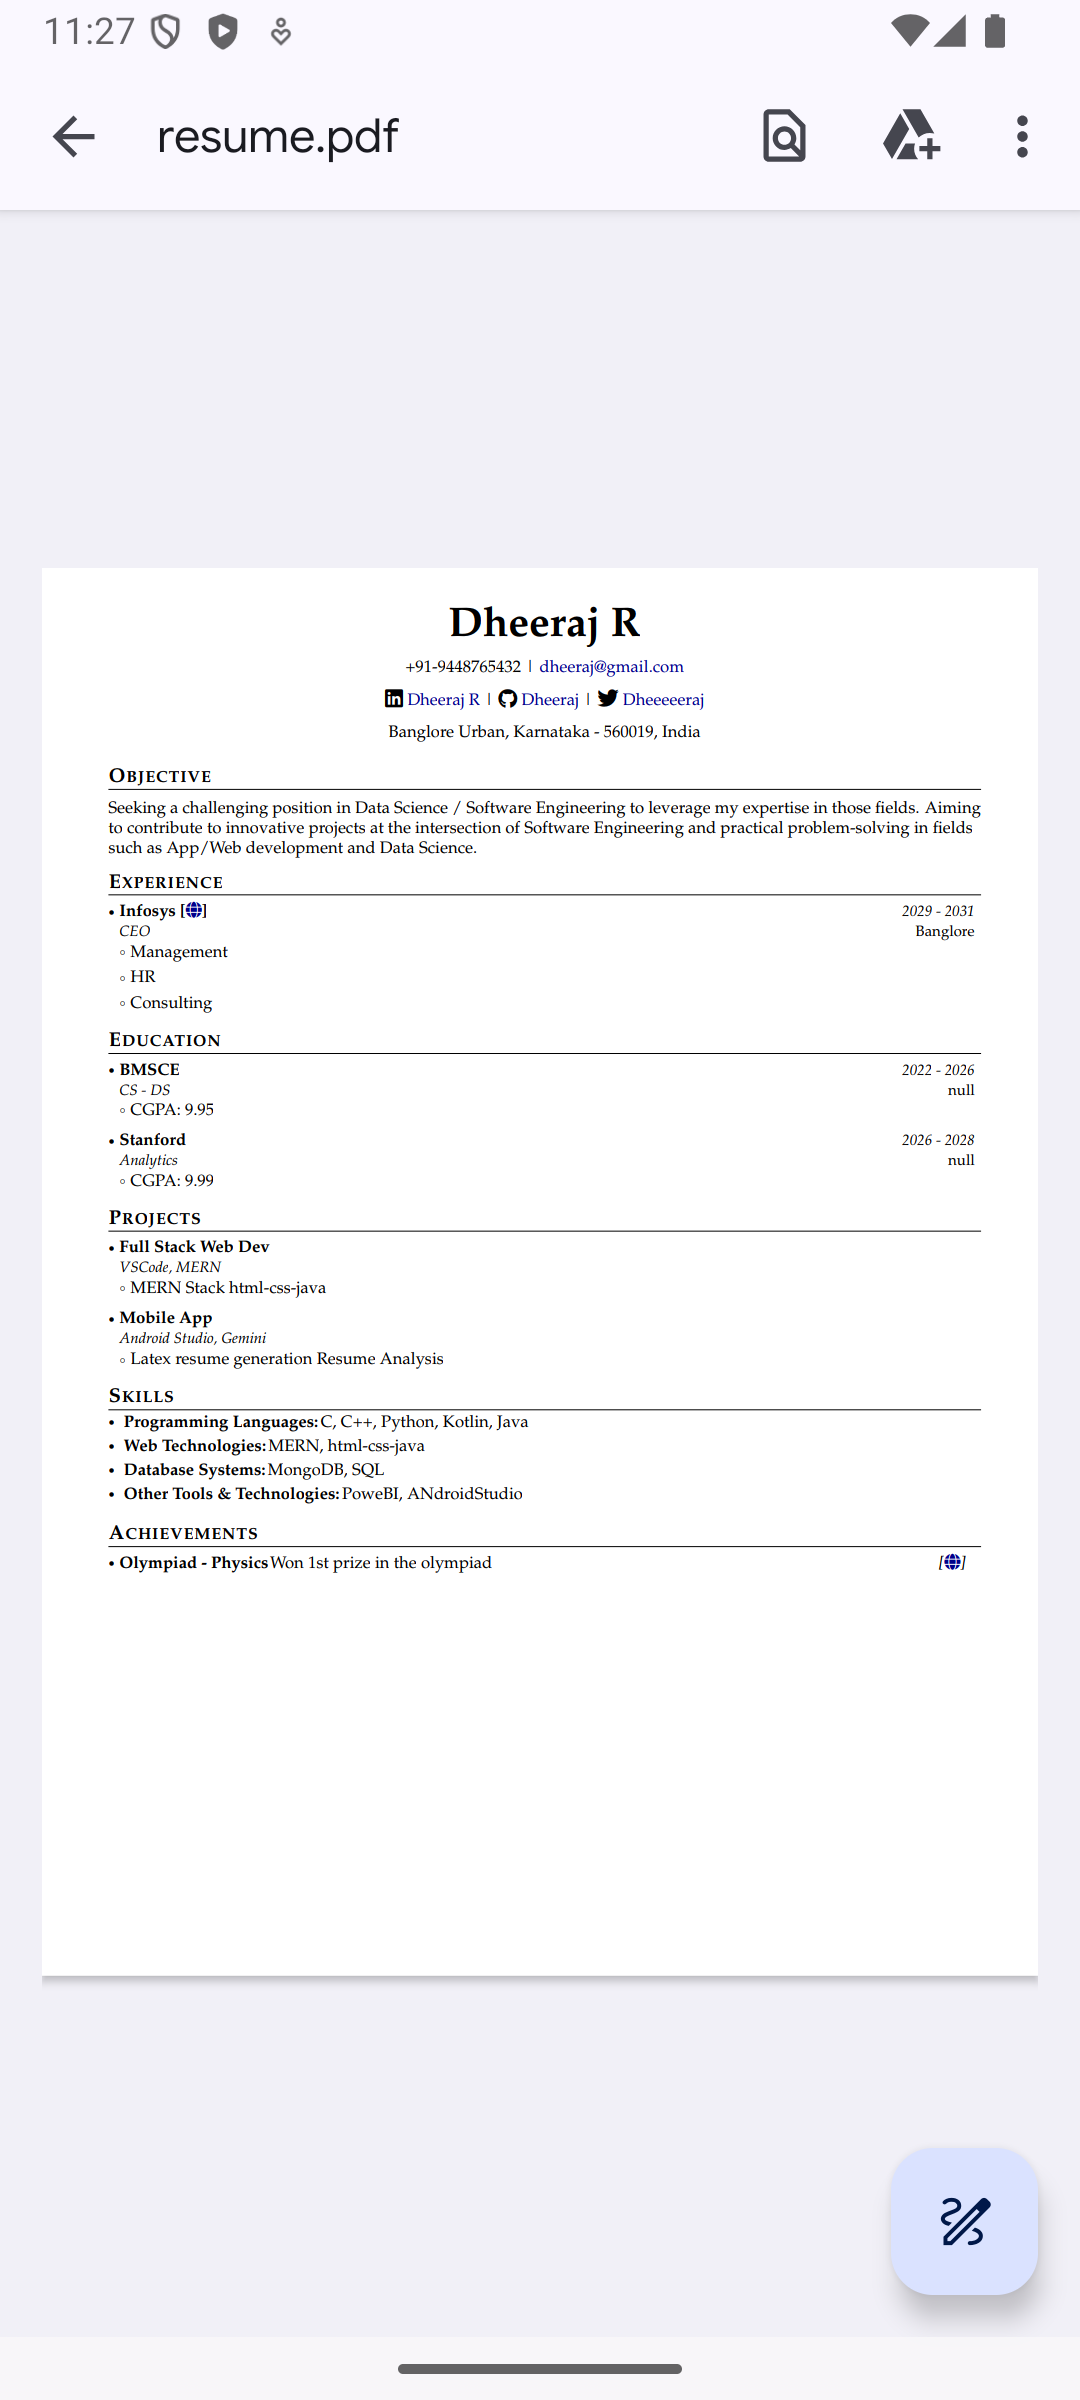 11:27
resume.pdf
Dheeraj R
+91-9448765432 | dheeraj@gmail.com
in Dheeraj R | Dheeraj | Dheeeeeraj
Banglore Urban, Karnataka - 560019, India
OBJECTIVE
Seeking a challenging position in Data Science / Software Engineering to leverage my expertise in those fields. Aiming
to contribute to innovative projects at the intersection of Software Engineering and practical problem-solving in fields
such as App/Web development and Data Science.
EXPERIENCE
• Infosys [] 2029 - 2031
CEO Banglore
◦ Management
◦ HR
◦ Consulting
EDUCATION
• BMSCE 2022 - 2026
CS - DS null
◦ CGPA: 9.95
• Stanford 2026 - 2028
Analytics null
◦ CGPA: 9.99
PROJECTS
• Full Stack Web Dev
VSCode, MERN
◦ MERN Stack html-css-java
• Mobile App
Android Studio, Gemini
◦ Latex resume generation Resume Analysis
SKILLS
• Programming Languages: C, C++, Python, Kotlin, Java
• Web Technologies: MERN, html-css-java
• Database Systems: MongoDB, SQL
• Other Tools & Technologies: PoweBI, ANdroidStudio
ACHIEVEMENTS
• Olympiad - Physics Won 1st prize in the olympiad []